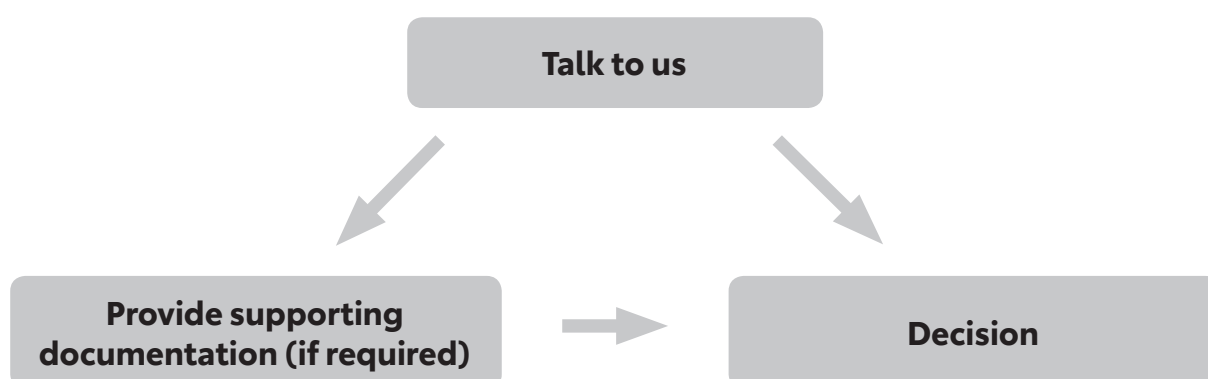 Talk to us
Provide supporting
documentation (if required)
Decision